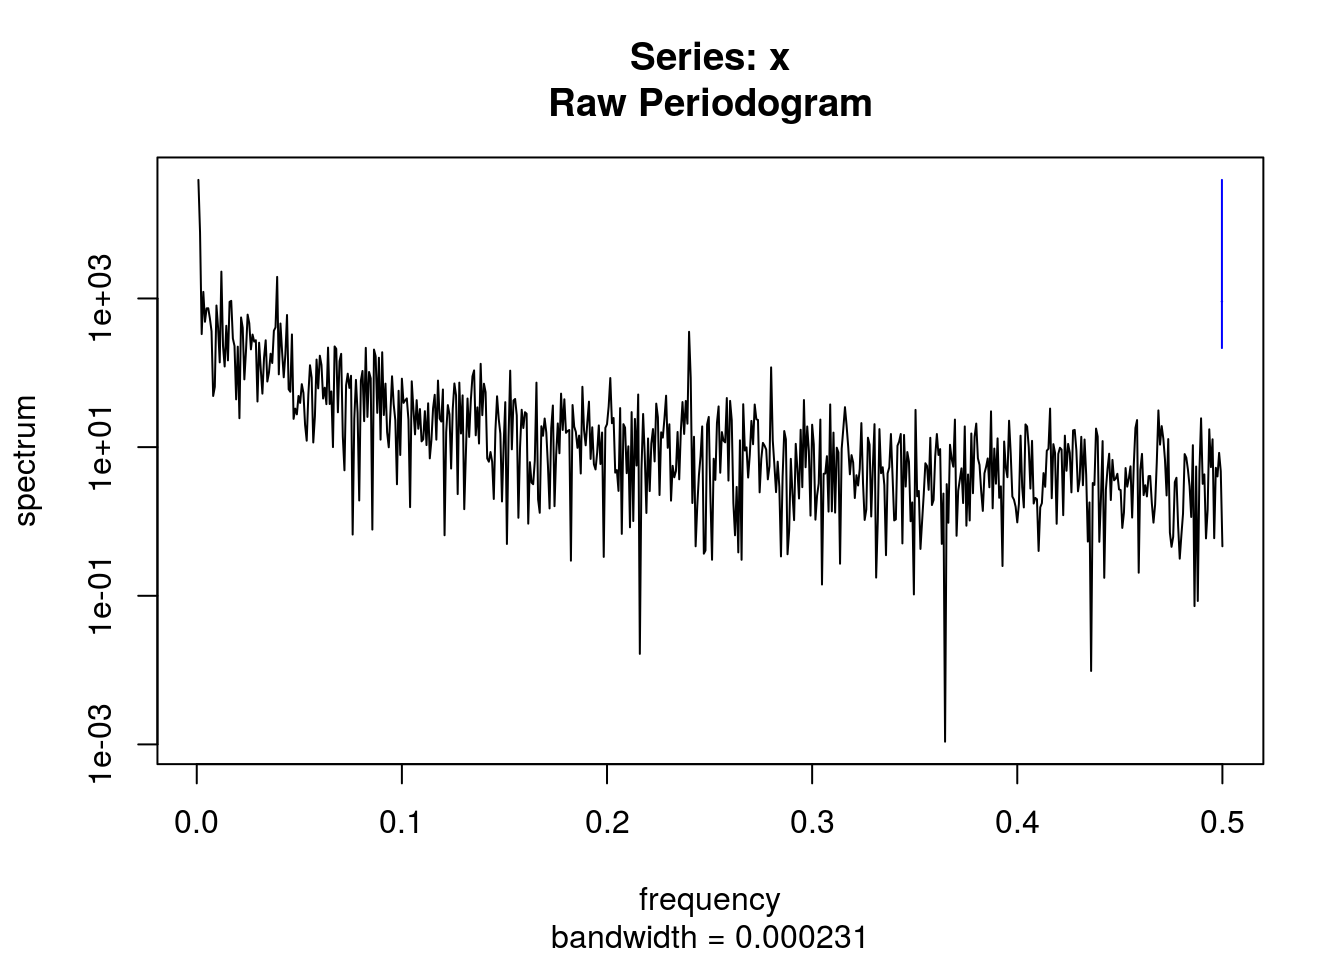 Series: x
Raw Periodogram
spectrum
1e+03
1e+01
1e-01
1e-03
0.0 0.1 0.2 0.3 0.4 0.5
frequency
bandwidth = 0.000231